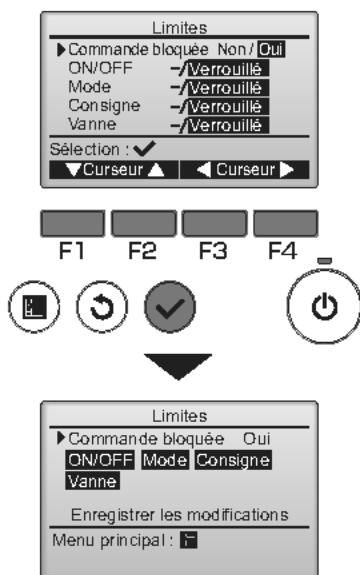 Limites
Commande bloquée Non / Oui
ON/OFF –/Verrouillé
Mode –/Verrouillé
Consigne –/Verrouillé
Vanne –/Verrouillé
Sélection :
Curseur Curseur
F1 F2 F3 F4
Limites
Commande bloquée Oui
ON/OFF Mode Consigne
Vanne
Enregistrer les modifications
Menu principal :